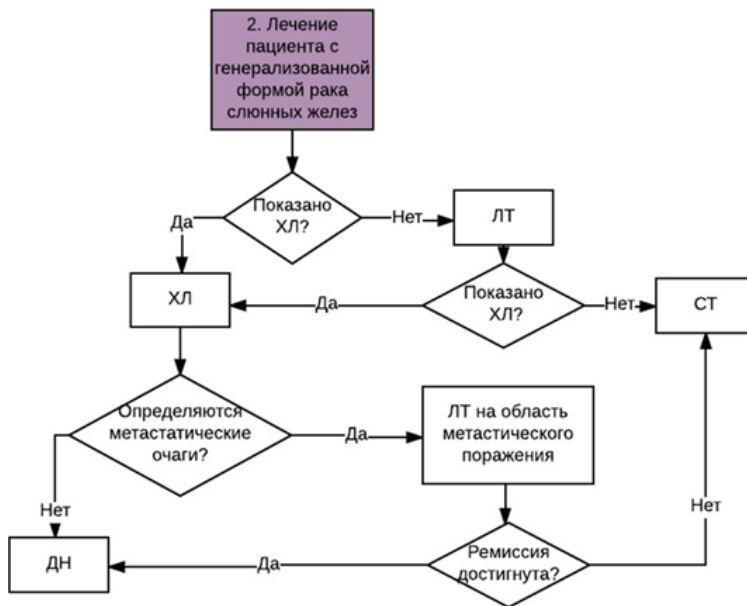 2. Лечение
пациента с
генерализованной
формой рака
слюнных желез
Показано
ХЛ?
Да
Нет
ЛТ
ХЛ
Да
Показано
ХЛ?
Нет
СТ
Определяются
метастатические
очаги?
Да
ЛТ на область
метастического
поражения
Нет
Нет
ДН
Да
Ремиссия
достигнута?